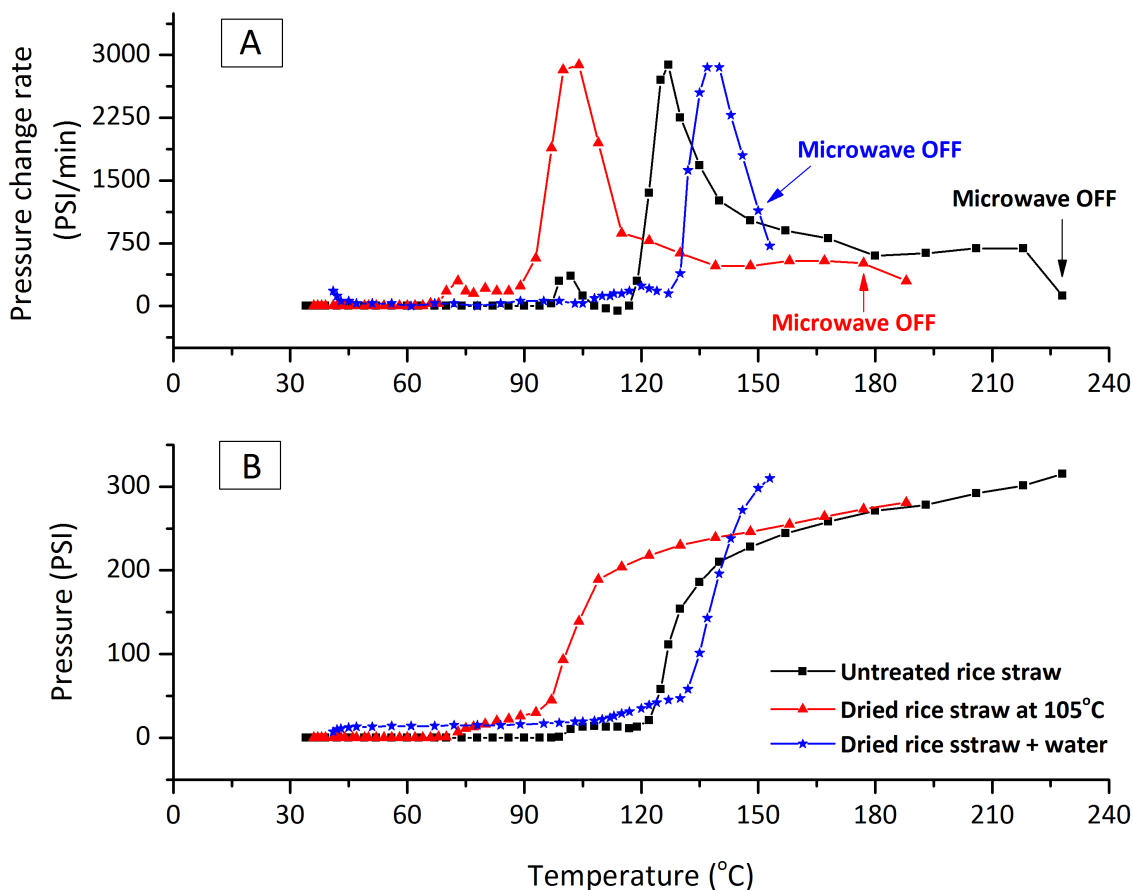 A
Pressure change rate
(PSI/min)
3000
2250
1500
750
0
Microwave OFF
Microwave OFF
Microwave OFF
0 30 60 90 120 150 180 210 240
B
Pressure (PSI)
300
200
100
0
Untreated rice straw
Dried rice straw at 105°C
Dried rice sstraw + water
0 30 60 90 120 150 180 210 240
Temperature (°C)